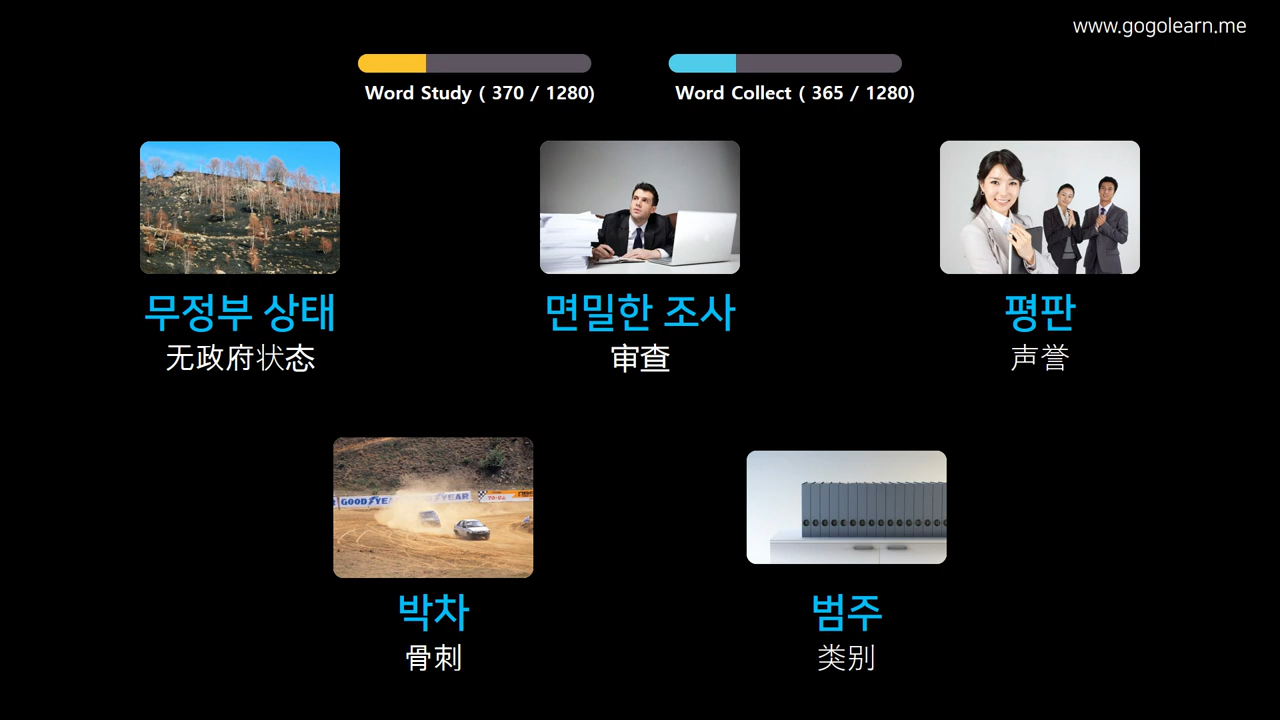 www.gogolearn.me
Word Study ( 370 / 1280)
Word Collect ( 365 / 1280)
무정부 상태
无政府状态
면밀한 조사
审查
평판
声誉
GOODYEAR
박차
骨刺
범주
类别